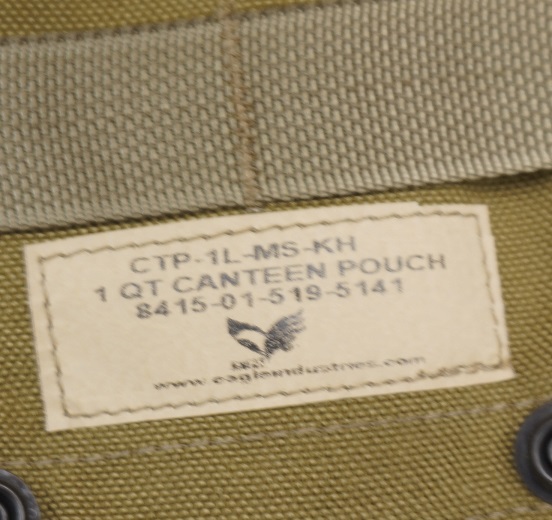 CTP-1L-MS-KH
1 QT CANTEEN POUCH
8415-01-519-5141
www.eagleindustries.com